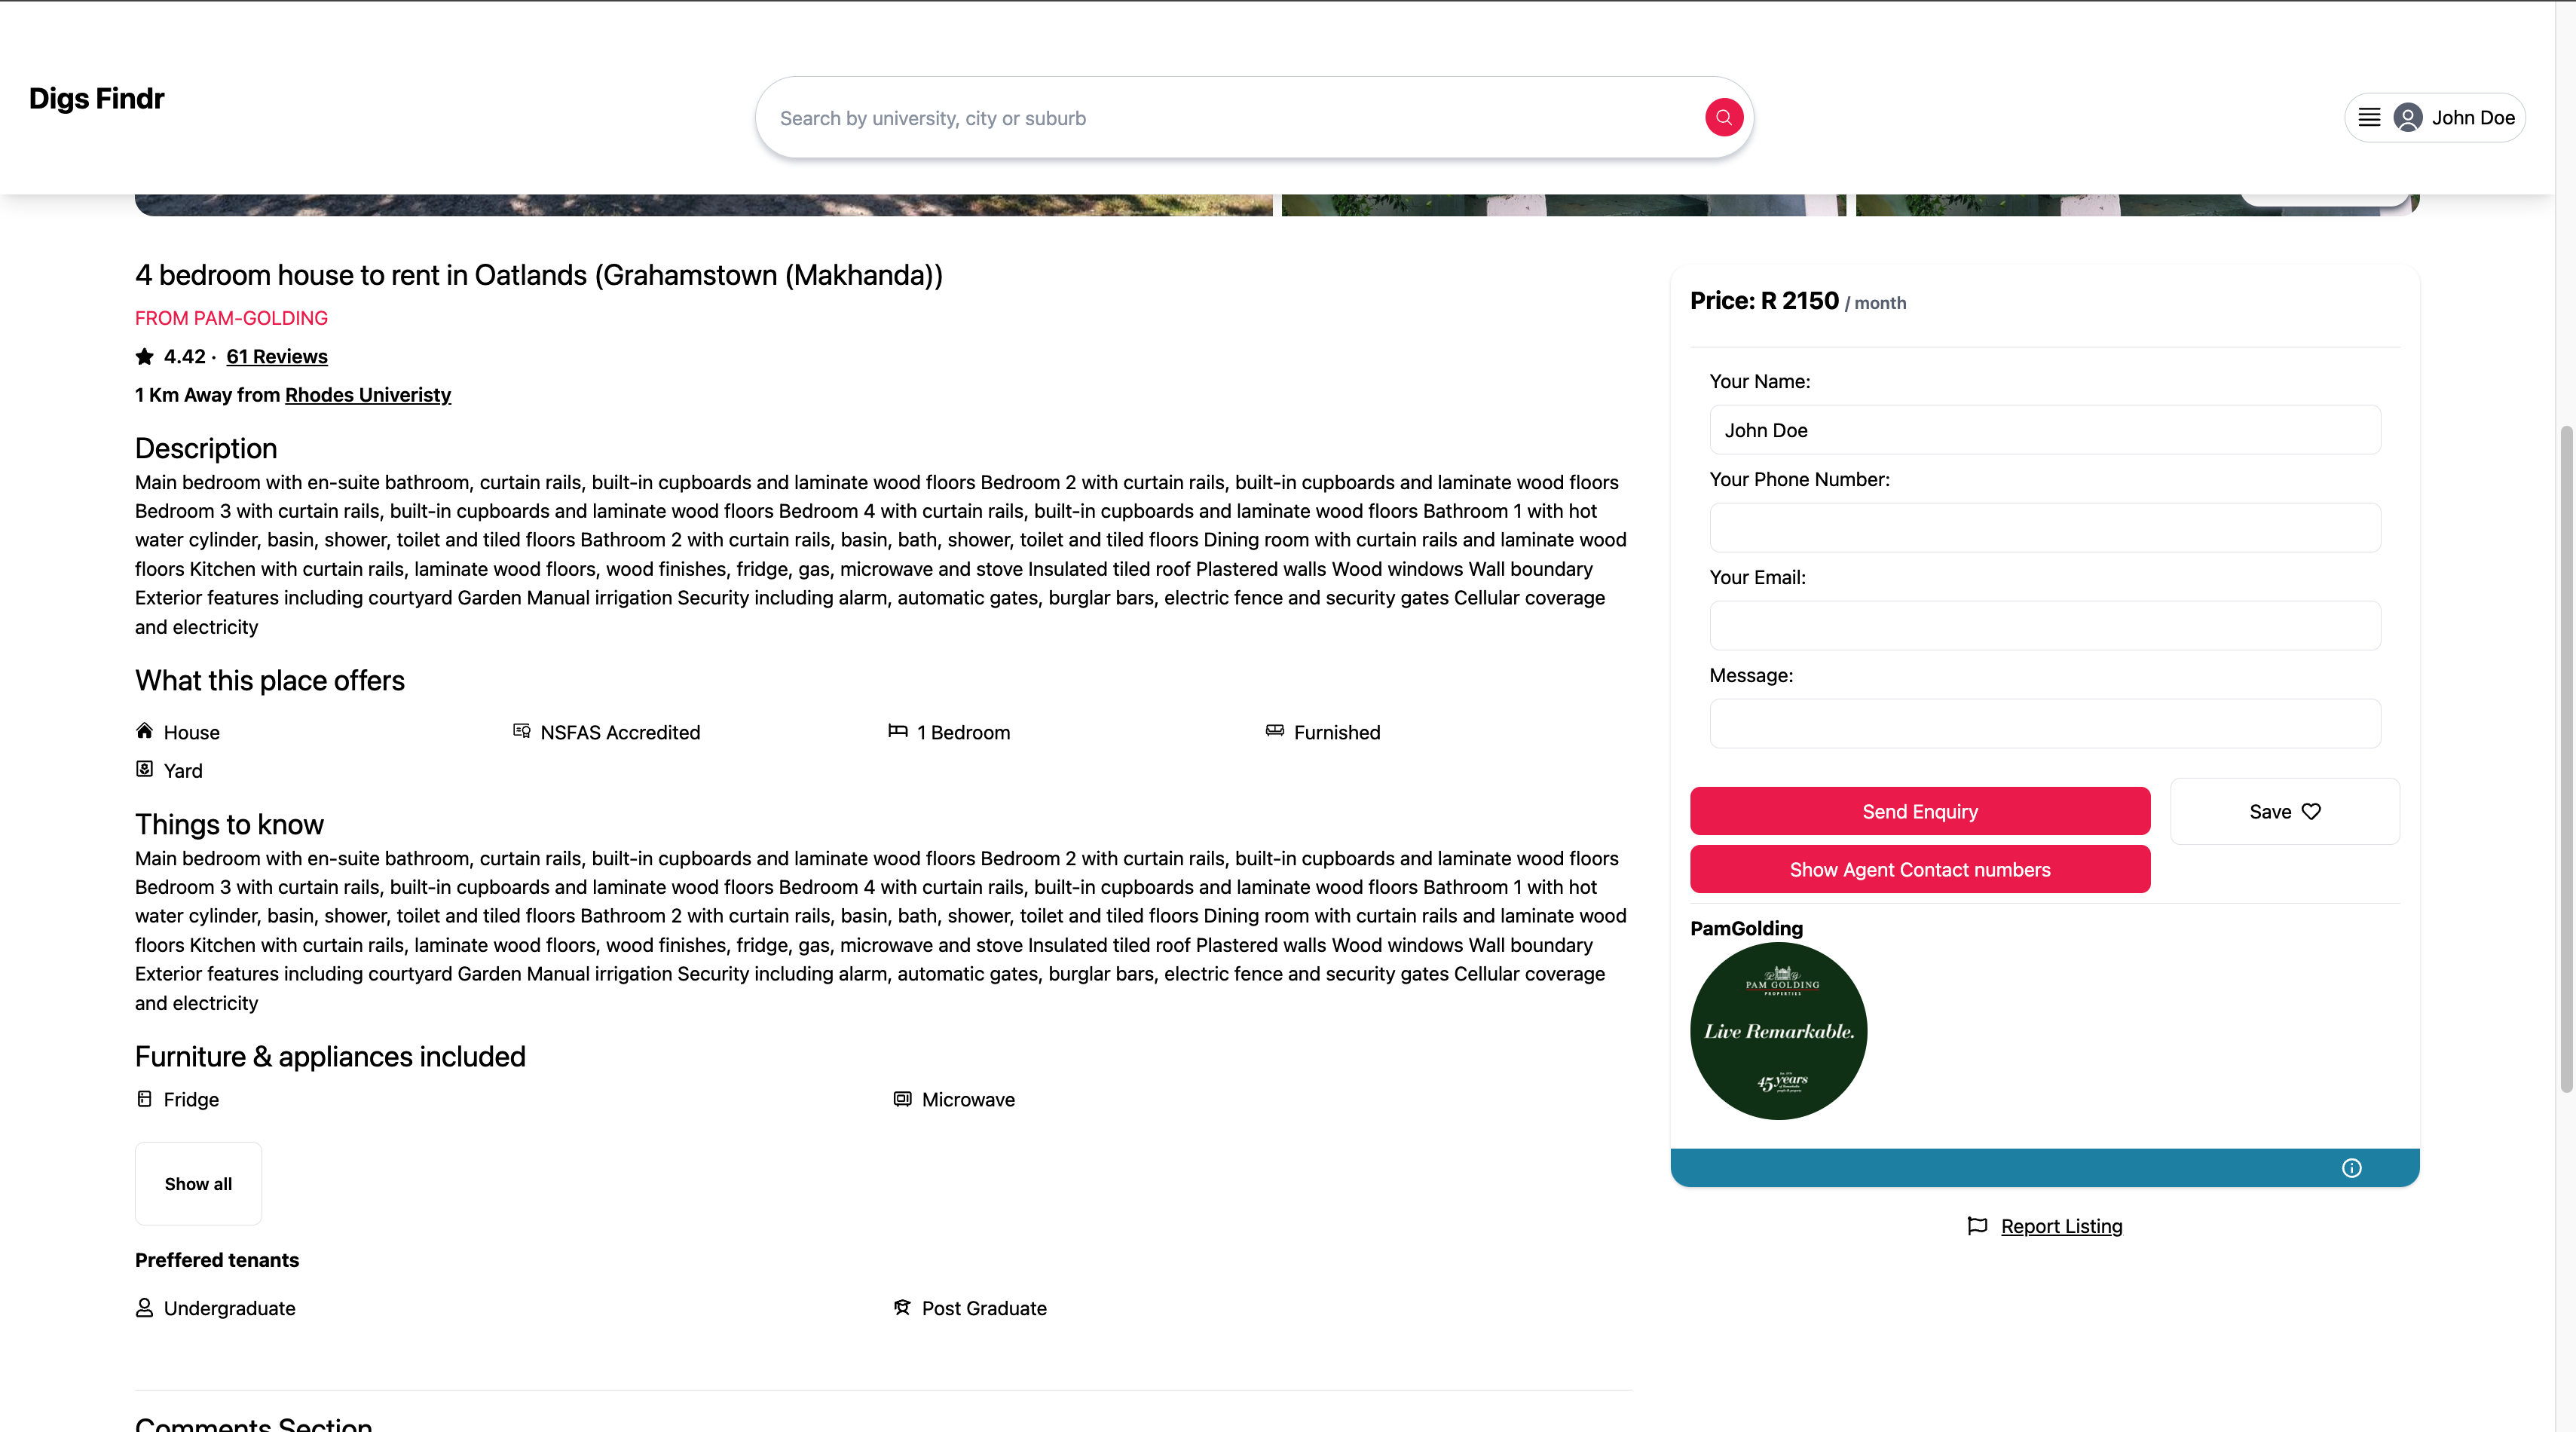 Digs Findr
Search by university, city or suburb
John Doe
4 bedroom house to rent in Oatlands (Grahamstown (Makhanda))
FROM PAM-GOLDING
4.42 · 61 Reviews
1 Km Away from Rhodes Univeristy
Description
Main bedroom with en-suite bathroom, curtain rails, built-in cupboards and laminate wood floors Bedroom 2 with curtain rails, built-in cupboards and laminate wood floors
Bedroom 3 with curtain rails, built-in cupboards and laminate wood floors Bedroom 4 with curtain rails, built-in cupboards and laminate wood floors Bathroom 1 with hot
water cylinder, basin, shower, toilet and tiled floors Bathroom 2 with curtain rails, basin, bath, shower, toilet and tiled floors Dining room with curtain rails and laminate wood
floors Kitchen with curtain rails, laminate wood floors, wood finishes, fridge, gas, microwave and stove Insulated tiled roof Plastered walls Wood windows Wall boundary
Exterior features including courtyard Garden Manual irrigation Security including alarm, automatic gates, burglar bars, electric fence and security gates Cellular coverage
and electricity
What this place offers
House
NSFAS Accredited
1 Bedroom
Furnished
Yard
Things to know
Main bedroom with en-suite bathroom, curtain rails, built-in cupboards and laminate wood floors Bedroom 2 with curtain rails, built-in cupboards and laminate wood floors
Bedroom 3 with curtain rails, built-in cupboards and laminate wood floors Bedroom 4 with curtain rails, built-in cupboards and laminate wood floors Bathroom 1 with hot
water cylinder, basin, shower, toilet and tiled floors Bathroom 2 with curtain rails, basin, bath, shower, toilet and tiled floors Dining room with curtain rails and laminate wood
floors Kitchen with curtain rails, laminate wood floors, wood finishes, fridge, gas, microwave and stove Insulated tiled roof Plastered walls Wood windows Wall boundary
Exterior features including courtyard Garden Manual irrigation Security including alarm, automatic gates, burglar bars, electric fence and security gates Cellular coverage
and electricity
Furniture & appliances included
Fridge
Microwave
Show all
Preffered tenants
Undergraduate
Post Graduate
Comments Section
Price: R 2150 / month
Your Name:
John Doe
Your Phone Number:
Your Email:
Message:
Send Enquiry
Save
Show Agent Contact numbers
PamGolding
PAM GOLDING
PROPERTIES
Live Remarkable.
45 years
Report Listing